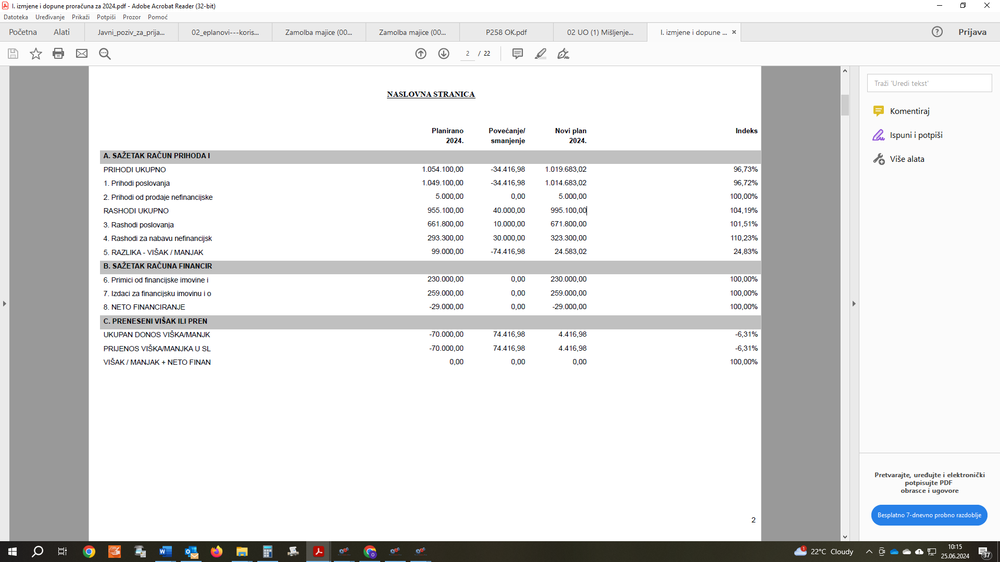 I. izmjene i dopune proračuna za 2024.pdf - Adobe Acrobat Reader (32-bit)
Datoteka Uređivanje Prikaži Potpiši Prozor Pomoć
Početna Alati Javni_poziv_za_prija... 02_eplanovi---koris... Zamolba majice (00... Zamolba majice (00... P258 OK.pdf 02 UO (1) Mišljenje... I. izmjene i dopune ... × Prijava
2 / 22
NASLOVNA STRANICA
Planirano 2024. Povećanje/ smanjenje Novi plan 2024. Indeks
A. SAŽETAK RAČUN PRIHODA I
PRIHODI UKUPNO 1.054.100,00 -34.416,98 1.019.683,02 96,73%
1. Prihodi poslovanja 1.049.100,00 -34.416,98 1.014.683,02 96,72%
2. Prihodi od prodaje nefinancijske 5.000,00 0,00 5.000,00 100,00%
RASHODI UKUPNO 955.100,00 40.000,00 995.100,00 104,19%
3. Rashodi poslovanja 661.800,00 10.000,00 671.800,00 101,51%
4. Rashodi za nabavu nefinancijsk 293.300,00 30.000,00 323.300,00 110,23%
5. RAZLIKA - VIŠAK / MANJAK 99.000,00 -74.416,98 24.583,02 24,83%
B. SAŽETAK RAČUNA FINANCIR
6. Primici od financijske imovine i 230.000,00 0,00 230.000,00 100,00%
7. Izdaci za financijsku imovinu i o 259.000,00 0,00 259.000,00 100,00%
8. NETO FINANCIRANJE -29.000,00 0,00 -29.000,00 100,00%
C. PRENESENI VIŠAK ILI PREN
UKUPAN DONOS VIŠKA/MANJK -70.000,00 74.416,98 4.416,98 -6,31%
PRIJENOS VIŠKA/MANJKA U SL -70.000,00 74.416,98 4.416,98 -6,31%
VIŠAK / MANJAK + NETO FINAN 0,00 0,00 0,00 100,00%
2
Traži 'Uredi tekst'
Komentiraj
Ispuni i potpiši
Više alata
Pretvarajte, uređujte i elektronički
potpisujte PDF
obrasce i ugovore
Besplatno 7-dnevno probno razdoblje
1 22°C Cloudy
10:15
25.06.2024
37